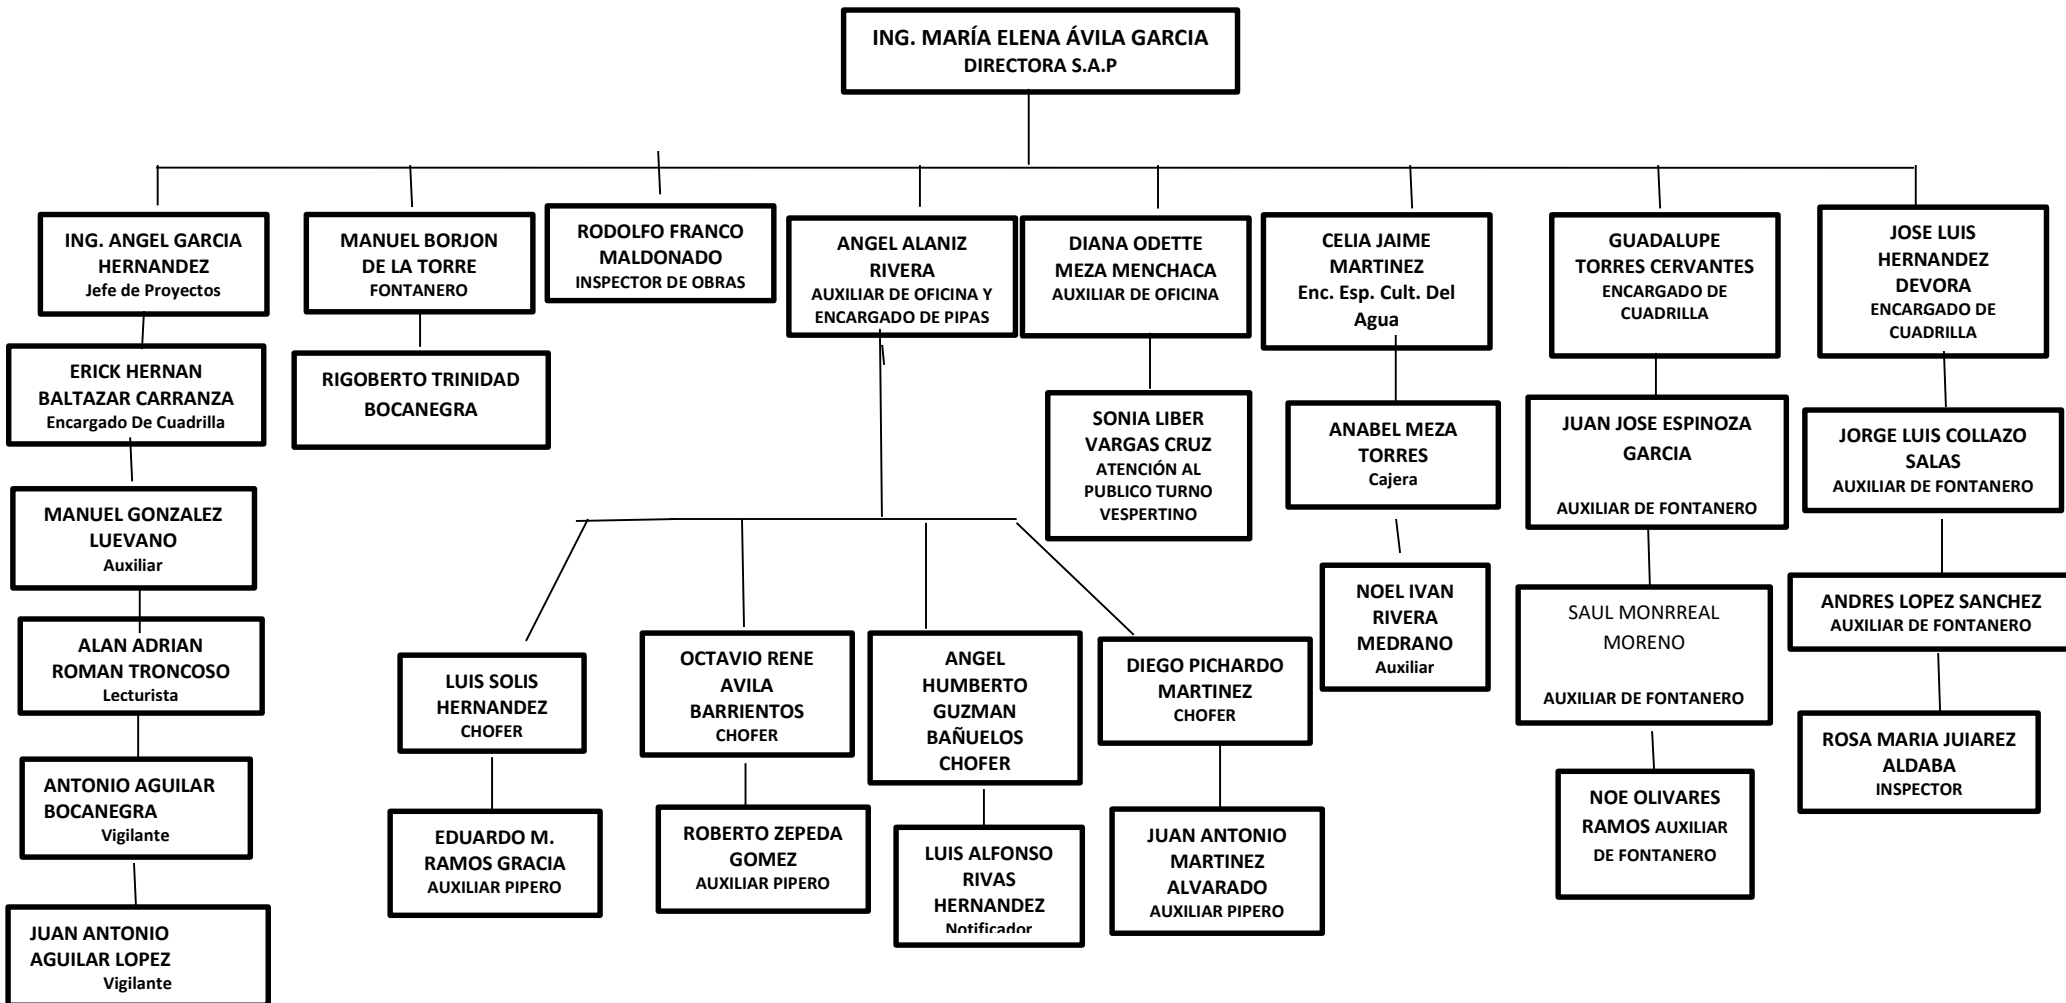 ING. MARÍA ELENA ÁVILA GARCIA
DIRECTORA S.A.P
ING. ANGEL GARCIA
HERNANDEZ
Jefe de Proyectos
MANUEL BORJON
DE LA TORRE
FONTANERO
RODOLFO FRANCO
MALDONADO
INSPECTOR DE OBRAS
ANGEL ALANIZ
RIVERA
AUXILIAR DE OFICINA Y
ENCARGADO DE PIPAS
DIANA ODETTE
MEZA MENCHACA
AUXILIAR DE OFICINA
CELIA JAIME
MARTINEZ
Enc. Esp. Cult. Del
Agua
GUADALUPE
TORRES CERVANTES
ENCARGADO DE
CUADRILLA
JOSE LUIS
HERNANDEZ
DEVORA
ENCARGADO DE
CUADRILLA
ERICK HERNAN
BALTAZAR CARRANZA
Encargado De Cuadrilla
RIGOBERTO TRINIDAD
BOCANEGRA
SONIA LIBER
VARGAS CRUZ
ATENCIÓN AL
PUBLICO TURNO
VESPERTINO
ANABEL MEZA
TORRES
Cajera
JUAN JOSE ESPINOZA
GARCIA
AUXILIAR DE FONTANERO
JORGE LUIS COLLAZO
SALAS
AUXILIAR DE FONTANERO
MANUEL GONZALEZ
LUEVANO
Auxiliar
NOEL IVAN
RIVERA
MEDRANO
Auxiliar
SAUL MONRREAL
MORENO
AUXILIAR DE FONTANERO
ANDRES LOPEZ SANCHEZ
AUXILIAR DE FONTANERO
ALAN ADRIAN
ROMAN TRONCOSO
Lecturista
LUIS SOLIS
HERNANDEZ
CHOFER
OCTAVIO RENE
AVILA
BARRIENTOS
CHOFER
ANGEL
HUMBERTO
GUZMAN
BAÑUELOS
CHOFER
DIEGO PICHARDO
MARTINEZ
CHOFER
ROSA MARIA JUIAREZ
ALDABA
INSPECTOR
ANTONIO AGUILAR
BOCANEGRA
Vigilante
EDUARDO M.
RAMOS GRACIA
AUXILIAR PIPERO
ROBERTO ZEPEDA
GOMEZ
AUXILIAR PIPERO
LUIS ALFONSO
RIVAS
HERNANDEZ
Notificador
JUAN ANTONIO
MARTINEZ
ALVARADO
AUXILIAR PIPERO
NOE OLIVARES
RAMOS AUXILIAR
DE FONTANERO
JUAN ANTONIO
AGUILAR LOPEZ
Vigilante